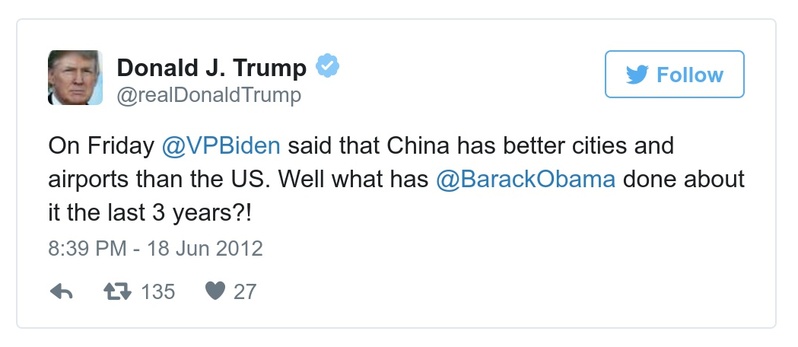 Donald J. Trump
@realDonaldTrump
Follow
On Friday @VPBiden said that China has better cities and
airports than the US. Well what has @BarackObama done about
it the last 3 years?!
8:39 PM - 18 Jun 2012
135 27